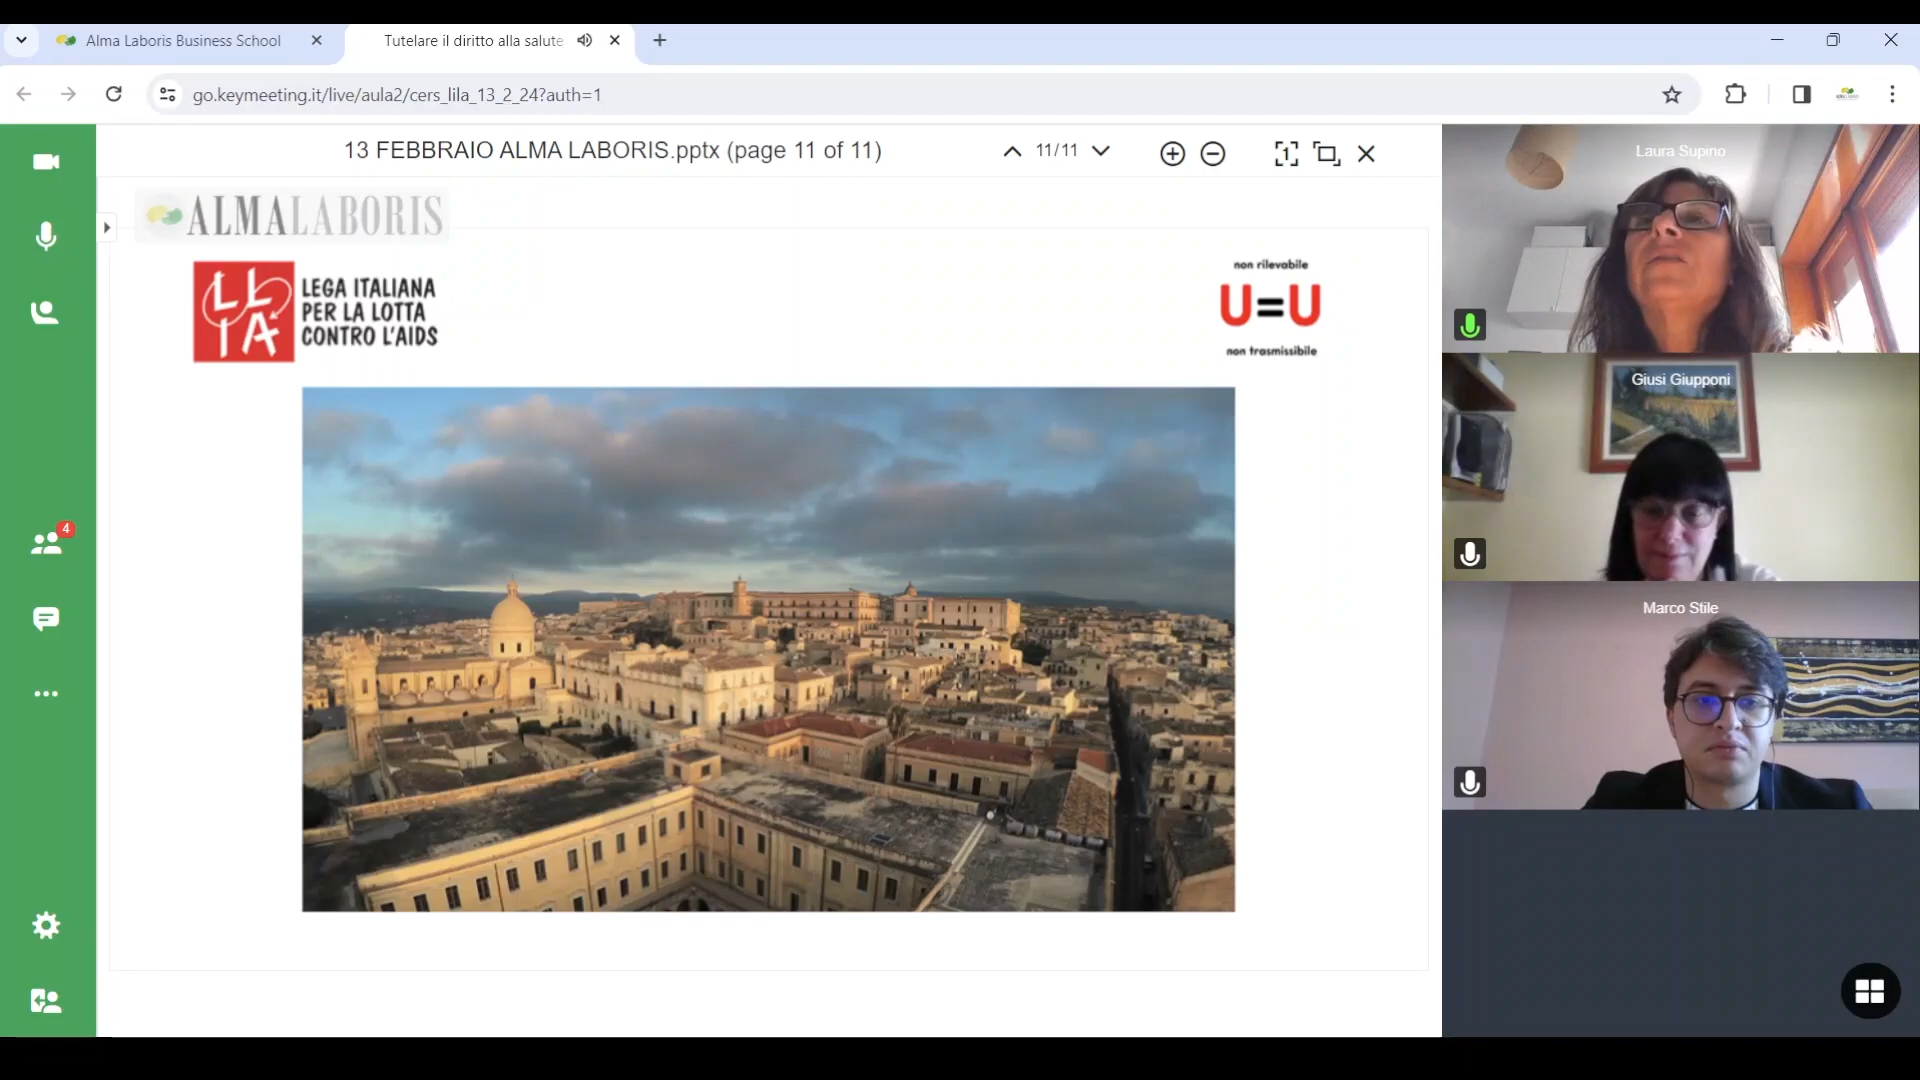 Alma Laboris Business School
Tutelare il diritto alla salute
go.keymeeting.it/live/aula2/cers_lila_13_2_24?auth=1
13 FEBBRAIO ALMA LABORIS.pptx (page 11 of 11)
11/11
1
ALMALABORIS
LILA
LEGA ITALIANA
PER LA LOTTA
CONTRO L'AIDS
non rilevabile
U=U
non trasmissibile
4
Laura Supino
Giusi Giupponi
Marco Stile